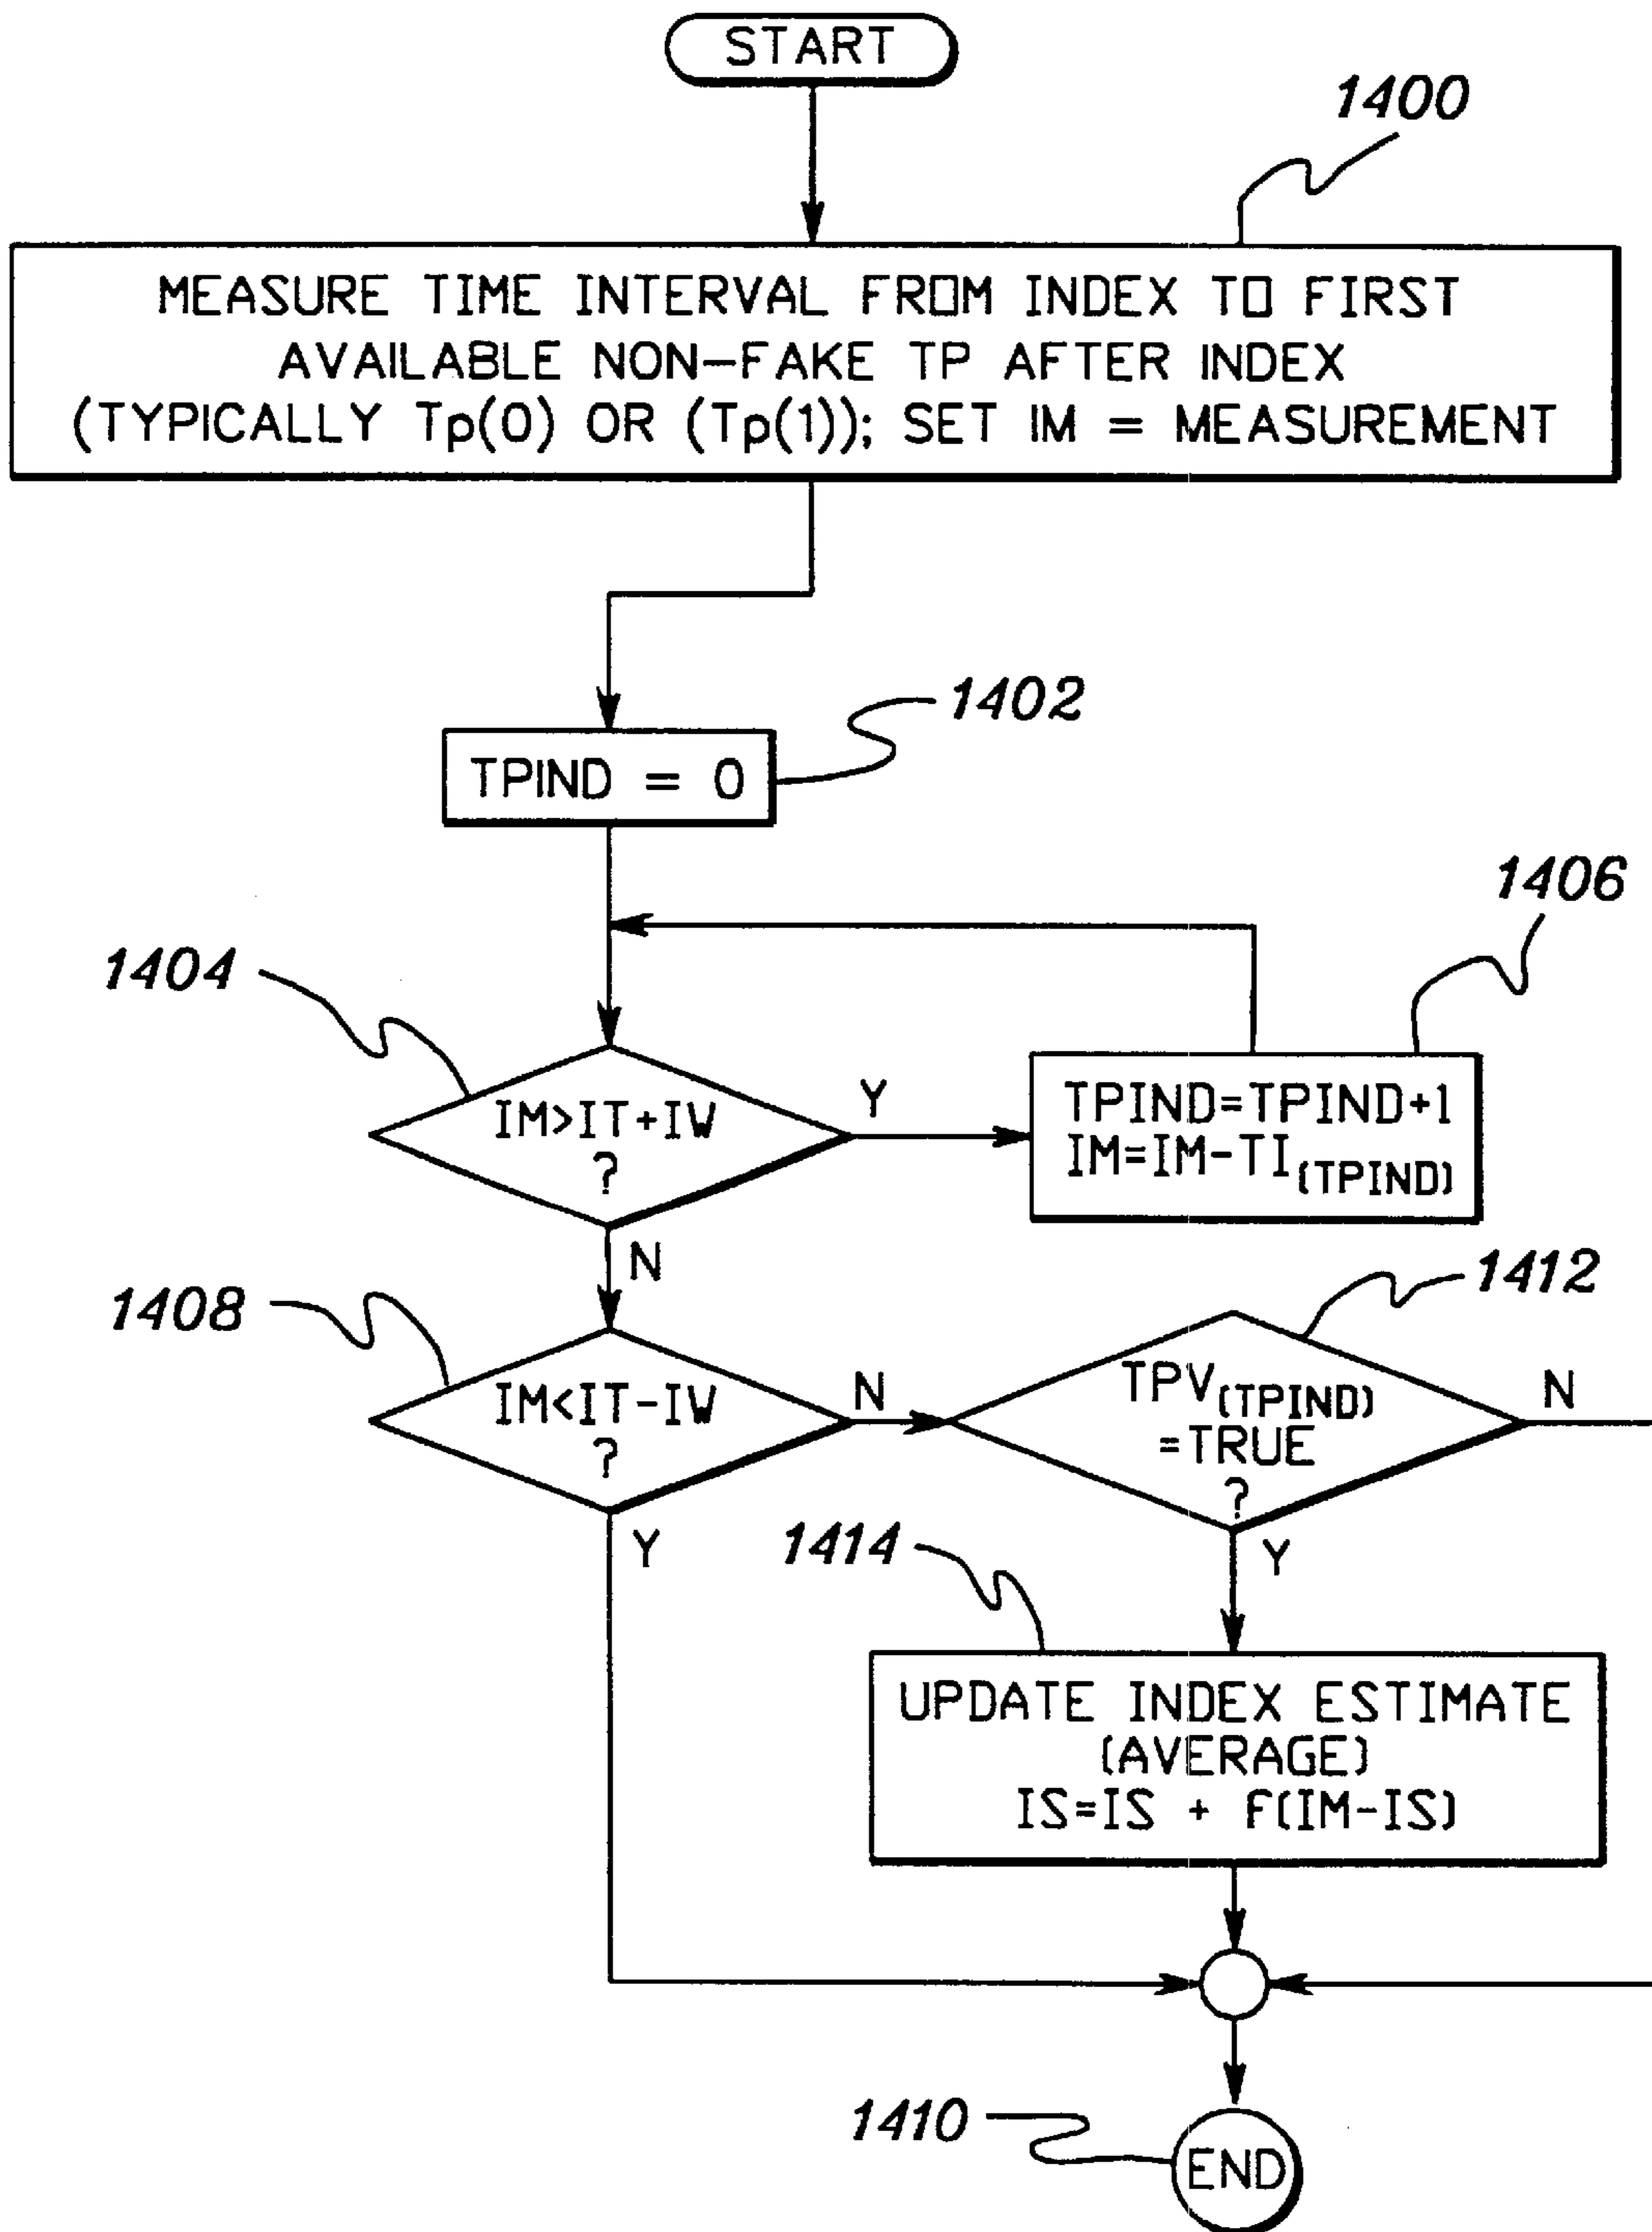 START
1400
MEASURE TIME INTERVAL FROM INDEX TO FIRST
AVAILABLE NON-FAKE TP AFTER INDEX
(TYPICALLY Tp(0) OR (Tp(1)); SET IM = MEASUREMENT
1402
TPIND = 0
1406
1404
IM>IT+IW
?
Y
TPIND=TPIND+1
IM=IM-TI(TPIND)
N
1408
1412
IM<IT-IW
?
N
TPV(TPIND)
=TRUE
?
N
Y
1414
Y
UPDATE INDEX ESTIMATE
(AVERAGE)
IS=IS + F(IM-IS)
1410
END